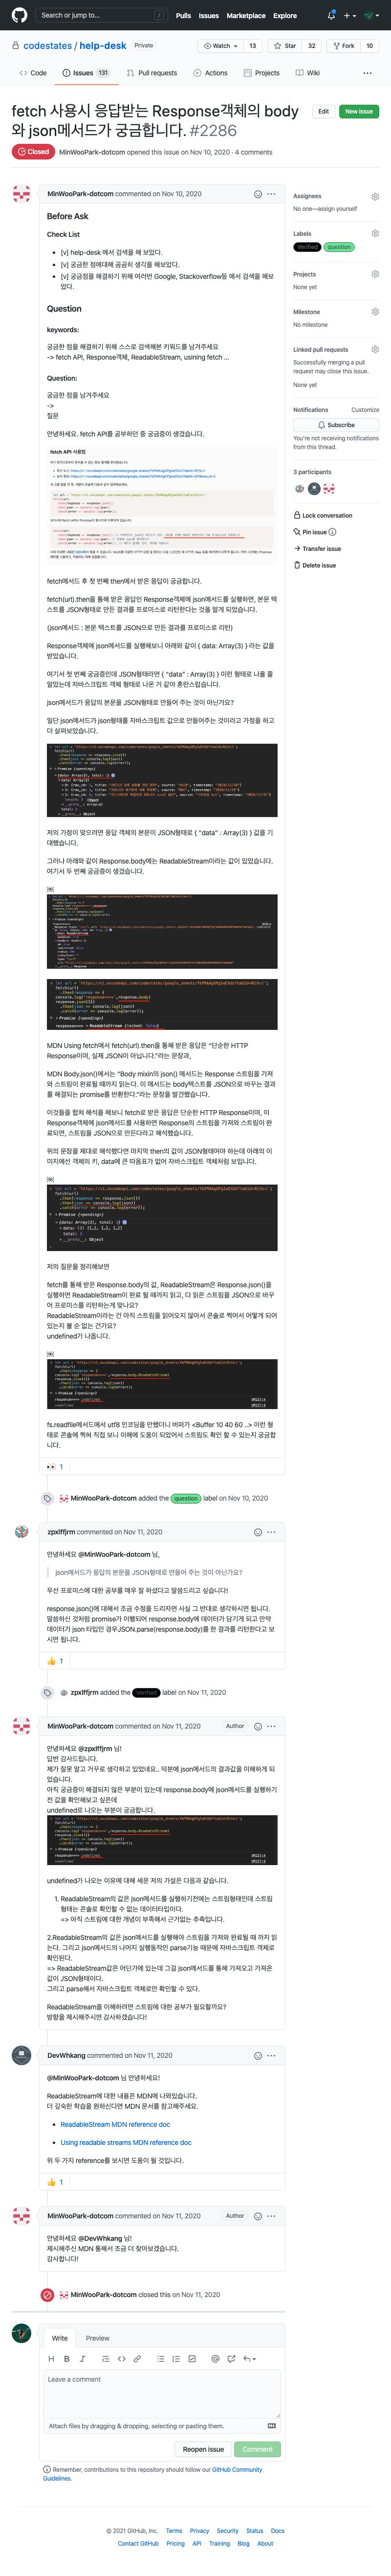 Search or jump to...
/
Pulls Issues Marketplace Explore
codestates / help-desk Private
Watch 13 Star 32 Fork 10
Code Issues 131 Pull requests Actions Projects Wiki
fetch 사용시 응답받는 Response객체의 body
와 json메서드가 궁금합니다. #2286
Edit New issue
Closed MinWooPark-dotcom opened this issue on Nov 10, 2020 · 4 comments
MinWooPark-dotcom commented on Nov 10, 2020
Before Ask
Check List
[v] help-desk 에서 검색을 해 보았다.
[v] 궁금한 점에대해 곰곰히 생각을 해보았다.
[v] 궁금점을 해결하기 위해 여러번 Google, Stackoverflow등 에서 검색을 해보
았다.
Question
keywords:
궁금한 점을 해결하기 위해 스스로 검색해본 키워드를 남겨주세요
-> fetch API, Response객체, ReadableStream, usining fetch ...
Question:
궁금한 점을 남겨주세요
->
질문
안녕하세요. fetch API를 공부하던 중 궁금증이 생겼습니다.
fetch API 사용법
fetch메서드 후 첫 번째 then에서 받은 응답이 궁금합니다.
fetch(url).then을 통해 받은 응답인 Response객체에 json메서드를 실행하면, 본문 텍
스트를 JSON형태로 만든 결과를 프로미스로 리턴한다는 것을 알게 되었습니다.
(json메서드 : 본문 텍스트를 JSON으로 만든 결과를 프로미스로 리턴)
Response객체에 json메서드를 실행해보니 아래와 같이 { data: Array(3) } 라는 값을
받았습니다.
여기서 첫 번째 궁금증인데 JSON형태라면 { "data" : Array(3) } 이런 형태로 나올 줄
알았는데 자바스크립트 객체 형태로 나온 거 같아 혼란스럽습니다.
json메서드가 응답의 본문을 JSON형태로 만들어 주는 것이 아닌가요?
일단 json메서드가 json형태를 자바스크립트 값으로 만들어주는 것이라고 가정을 하고
더 살펴보았습니다.
저의 가정이 맞으려면 응답 객체의 본문이 JSON형태로 { "data" : Array(3) } 값을 기
대했습니다.
그러나 아래와 같이 Response.body에는 ReadableStream이라는 값이 있었습니다.
여기서 두 번째 궁금증이 생겼습니다.
MDN Using fetch에서 fetch(url).then을 통해 받은 응답은 "단순한 HTTP
Response이며, 실제 JSON이 아닙니다."라는 문장과,
MDN Body.json()에서는 "Body mixin의 json() 메서드는 Response 스트림을 가져
와 스트림이 완료될 때까지 읽는다. 이 메서드는 body텍스트를 JSON으로 바꾸는 결과
를 해결되는 promise를 반환한다."라는 문장을 발견했습니다.
이것들을 합쳐 해석을 해보니 fetch로 받은 응답은 단순한 HTTP Response이며, 이
Response객체에 json메서드를 사용하면 Response의 스트림을 가져와 스트림이 완
료되면, 스트림을 JSON으로 만든다라고 해석했습니다.
위의 문장을 제대로 해석했다면 마지막 then의 값이 JSON형태여야 하는데 아래의 이
미지에선 객체의 키, data에 큰 따옴표가 없어 자바스크립트 객체처럼 보입니다.
저의 질문을 정리해보면
fetch를 통해 받은 Response.body의 값, ReadableStream은 Response.json()을
실행하면 ReadableStream이 완료 될 때까지 읽고, 다 읽은 스트림을 JSON으로 바꾸
어 프로미스를 리턴하는게 맞나요?
ReadableStream이라는 건 아직 스트림을 읽어오지 않아서 콘솔로 찍어서 어떻게 되어
있는지 볼 순 없는 건가요?
undefined가 나옵니다.
fs.readfile메서드에서 utf8 인코딩을 안했더니 버퍼가 <Buffer 10 40 60 ..> 이런 형
태로 콘솔에 찍혀 직접 보니 이해에 도움이 되었어서 스트림도 확인 할 수 있는지 궁금합
니다.
1
MinWooPark-dotcom added the question label on Nov 10, 2020
zpxlffjrm commented on Nov 11, 2020
안녕하세요 @MinWooPark-dotcom 님,
json메서드가 응답의 본문을 JSON형태로 만들어 주는 것이 아닌가요?
우선 프로미스에 대한 공부를 매우 잘 하셨다고 말씀드리고 싶습니다!
response.json()에 대해서 조금 수정을 드리자면 사실 그 반대로 생각하시면 됩니다.
말씀하신 것처럼 promise가 이행되어 response.body에 데이터가 담기게 되고 만약
데이터가 json 타입인 경우JSON.parse(response.body)를 한 결과를 리턴한다고 보
시면 됩니다.
1
zpxlffjrm added the Verified label on Nov 11, 2020
MinWooPark-dotcom commented on Nov 11, 2020 Author
안녕하세요 @zpxlffjrm 님!
답변 감사드립니다.
제가 잘못 알고 거꾸로 생각하고 있었네요.. 덕분에 json메서드의 결과값을 이해하게 되
었습니다.
아직 궁금증이 해결되지 않은 부분이 있는데 response.body에 json메서드를 실행하기
전 값을 확인해보고 싶은데
undefined로 나오는 부분이 궁금합니다.
undefined가 나오는 이유에 대해 세운 저의 가설은 다음과 같습니다.
1. ReadableStream의 값은 json메서드를 실행하기전에는 스트림형태인데 스트림
형태는 콘솔로 확인할 수 없는 데이터타입이다.
=> 아직 스트림에 대한 개념이 부족해서 근거없는 추측입니다.
2.ReadableStream의 값은 json메서드를 실행해야 스트림을 가져와 완료될 때 까지 읽
는다. 그리고 json메서드의 나머지 실행동작인 parse기능 때문에 자바스크립트 객체로
확인된다.
=> ReadableStream값은 어딘가에 있는데 그걸 json메서드를 통해 가져오고 가져온
값이 JSON형태이다.
그리고 parse해서 자바스크립트 객체로만 확인할 수 있다.
ReadableStream을 이해하려면 스트림에 대한 공부가 필요할까요?
방향을 제시해주시면 감사하겠습니다!
DevWhkang commented on Nov 11, 2020
@MinWooPark-dotcom 님 안녕하세요!
ReadableStream에 대한 내용은 MDN에 나와있습니다.
더 깊숙한 학습을 원하신다면 MDN 문서를 참고해주세요.
ReadableStream MDN reference doc
Using readable streams MDN reference doc
위 두 가지 reference를 보시면 도움이 될 것입니다.
1
MinWooPark-dotcom commented on Nov 11, 2020 Author
안녕하세요 @DevWhkang 님!
제시해주신 MDN 통해서 조금 더 찾아보겠습니다.
감사합니다!
MinWooPark-dotcom closed this on Nov 11, 2020
Write Preview
Leave a comment
Attach files by dragging & dropping, selecting or pasting them.
Reopen issue Comment
Remember, contributions to this repository should follow our GitHub Community
Guidelines.
Assignees
No one—assign yourself
Labels
Verified question
Projects
None yet
Milestone
No milestone
Linked pull requests
Successfully merging a pull
request may close this issue.
None yet
Notifications Customize
Subscribe
You're not receiving notifications
from this thread.
3 participants
Lock conversation
Pin issue
Transfer issue
Delete issue
© 2021 GitHub, Inc. Terms Privacy Security Status Docs
Contact GitHub Pricing API Training Blog About